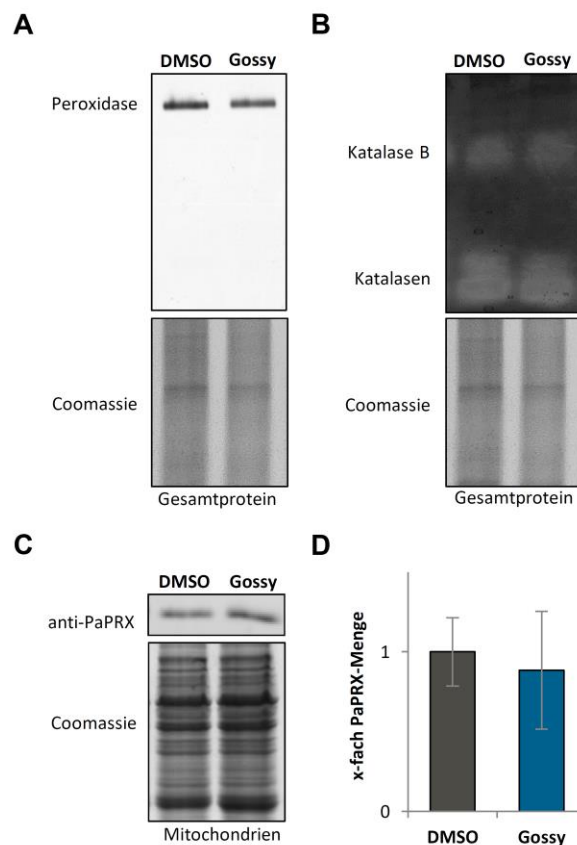 A
DMSO Gossy
Peroxidase
Coomassie
Gesamtprotein
B
DMSO Gossy
Katalase B
Katalasen
Coomassie
Gesamtprotein
C
DMSO Gossy
anti-PaPRX
Coomassie
Mitochondrien
D
x-fach PaPRX-Menge
1
0
DMSO Gossy